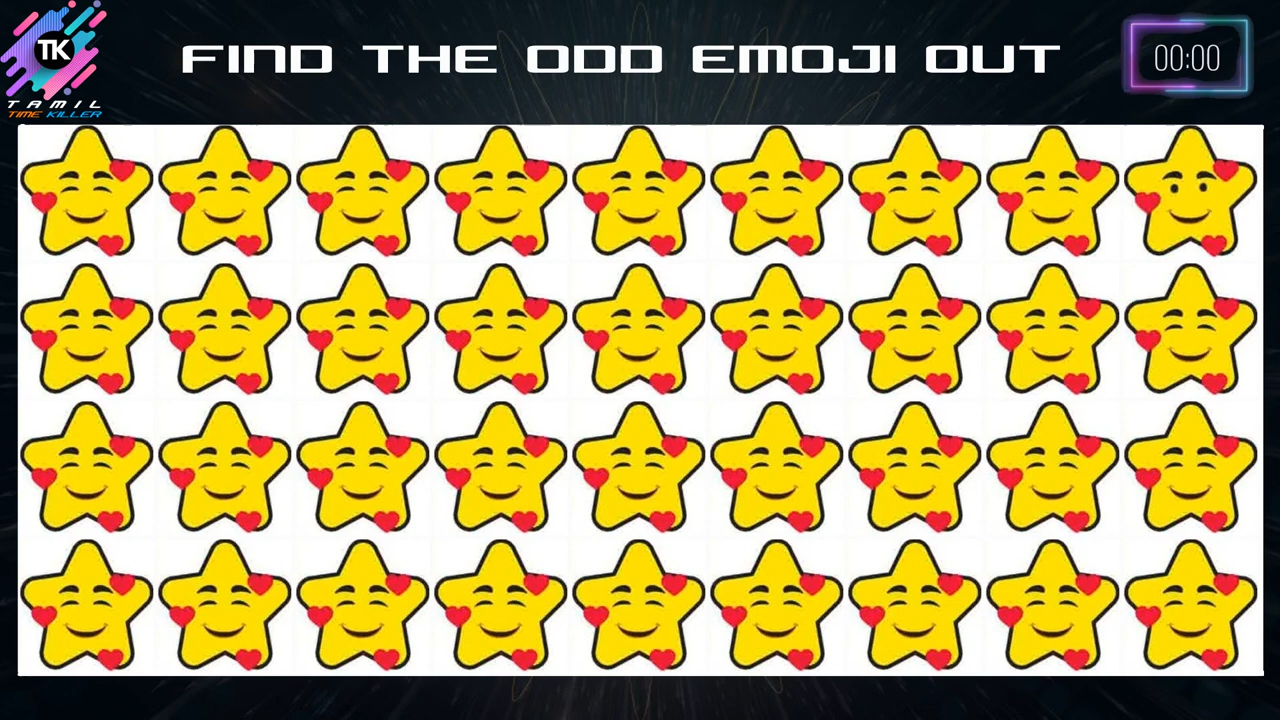 TK
TAMIL
TIME KILLER
FIND THE ODD EMOJI OUT
00:00